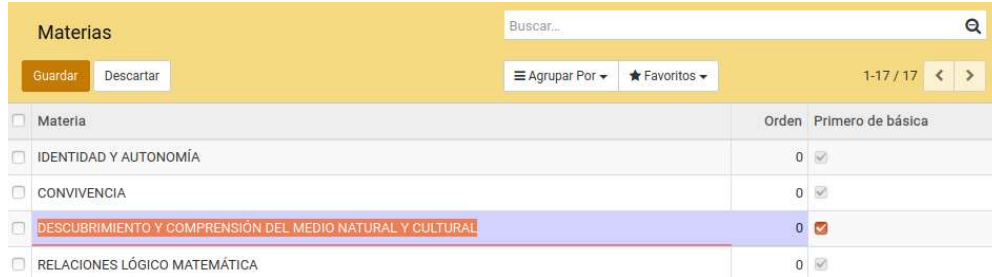 Materias
Buscar...
Guardar Descartar
Agrupar Por Favoritos
1-17 / 17
Materia Orden Primero de básica
IDENTIDAD Y AUTONOMÍA 0
CONVIVENCIA 0
DESCUBRIMIENTO Y COMPRENSIÓN DEL MEDIO NATURAL Y CULTURAL 0
RELACIONES LÓGICO MATEMÁTICA 0